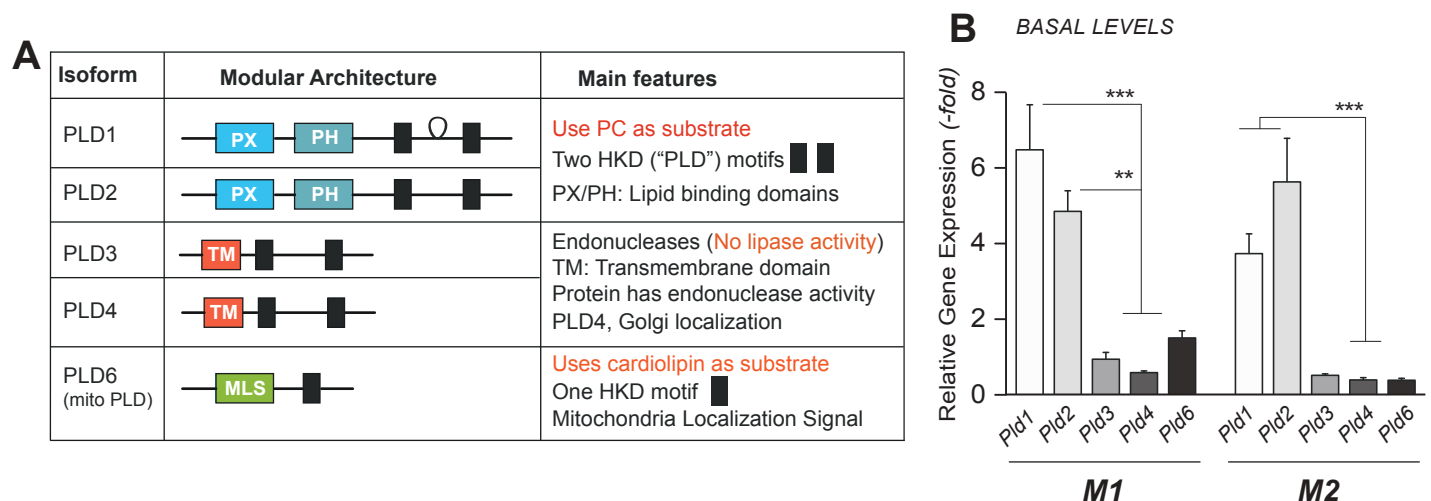 A
Isoform Modular Architecture Main features
PLD1
PX PH
Use PC as substrate
Two HKD (“PLD”) motifs
PLD2
PX PH
PX/PH: Lipid binding domains
PLD3
TM
Endonucleases (No lipase activity)
TM: Transmembrane domain
PLD4
TM
Protein has endonuclease activity
PLD4, Golgi localization
PLD6
(mito PLD)
MLS
Uses cardiolipin as substrate
One HKD motif
Mitochondria Localization Signal
B BASAL LEVELS
Relative Gene Expression (-fold)
8
6
4
2
0
***
**
***
Pld1 Pld2 Pld3 Pld4 Pld6 Pld1 Pld2 Pld3 Pld4 Pld6
M1 M2